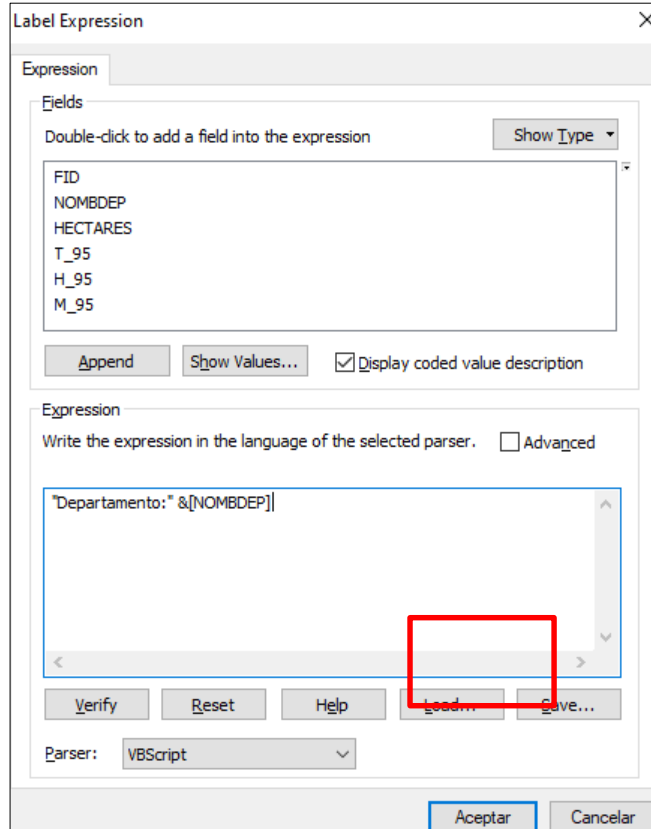 Label Expression
Expression
Fields
Double-click to add a field into the expression
Show Type
FID
NOMBDEP
HECTARES
T_95
H_95
M_95
Append
Show Values...
Display coded value description
Expression
Write the expression in the language of the selected parser.
Advanced
"Departamento:" &[NOMBDEP]
Verify
Reset
Help
Load...
Save...
Parser:
VBScript
Aceptar
Cancelar